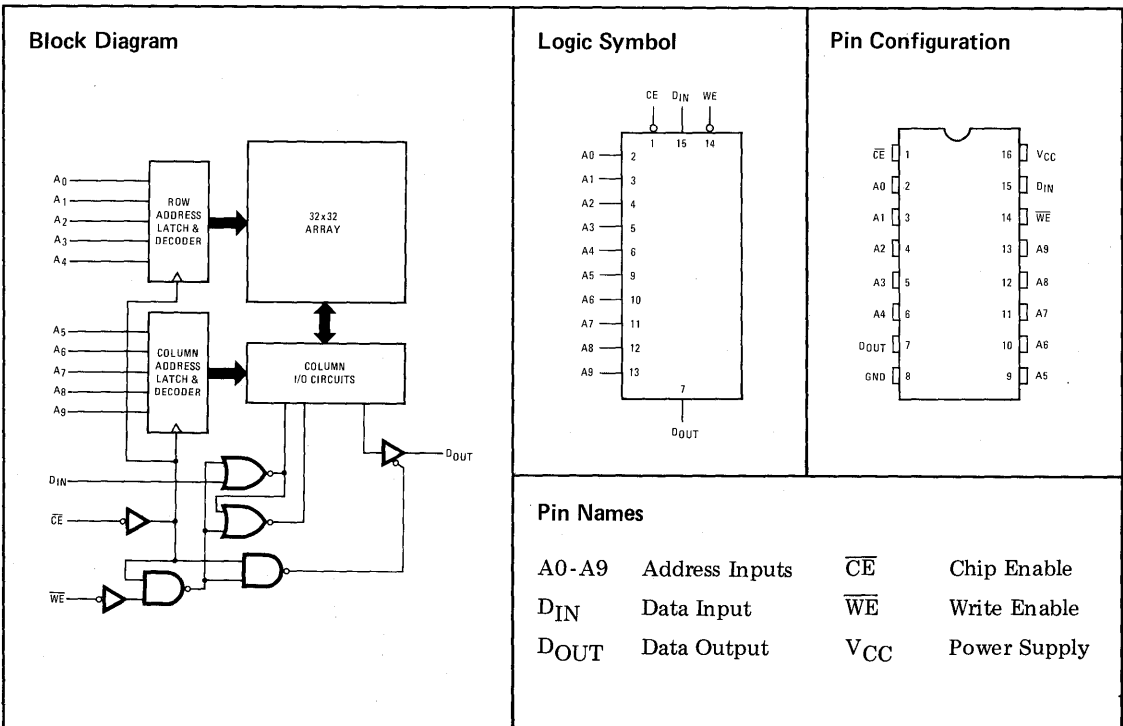 Block Diagram
A0
A1
A2
A3
A4
ROW
ADDRESS
LATCH &
DECODER
32x32
ARRAY
A5
A6
A7
A8
A9
COLUMN
ADDRESS
LATCH &
DECODER
COLUMN
I/O CIRCUITS
DOUT
DIN
CE
WE
Logic Symbol
CE DIN WE
1 15 14
A0 2
A1 3
A2 4
A3 5
A4 6
A5 9
A6 10
A7 11
A8 12
A9 13
7
DOUT
Pin Configuration
CE 1 16 VCC
A0 2 15 DIN
A1 3 14 WE
A2 4 13 A9
A3 5 12 A8
A4 6 11 A7
DOUT 7 10 A6
GND 8 9 A5
Pin Names
A0-A9 Address Inputs CE Chip Enable
DIN Data Input WE Write Enable
DOUT Data Output VCC Power Supply